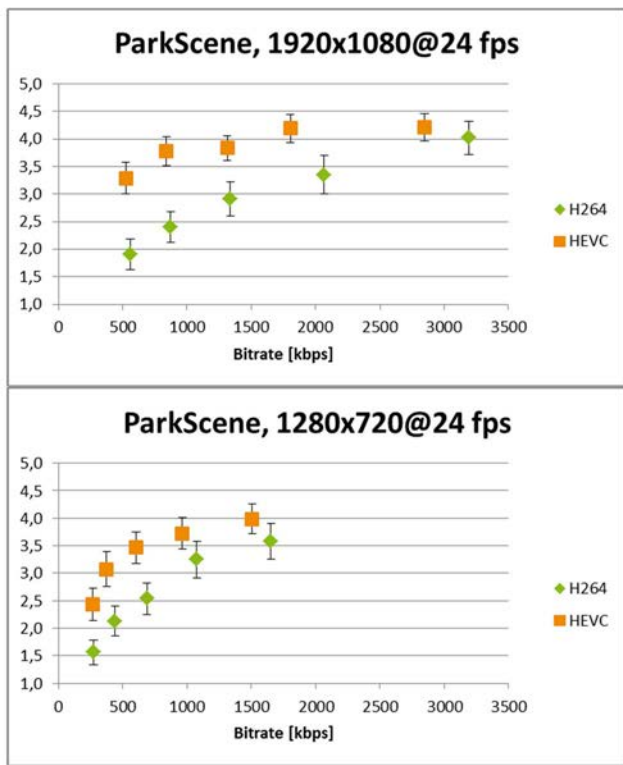 ParkScene, 1920x1080@24 fps
5,0
4,5
4,0
3,5
3,0
2,5
2,0
1,5
1,0
0 500 1000 1500 2000 2500 3000 3500
Bitrate [kbps]
H264
HEVC
ParkScene, 1280x720@24 fps
5,0
4,5
4,0
3,5
3,0
2,5
2,0
1,5
1,0
0 500 1000 1500 2000 2500 3000 3500
Bitrate [kbps]
H264
HEVC